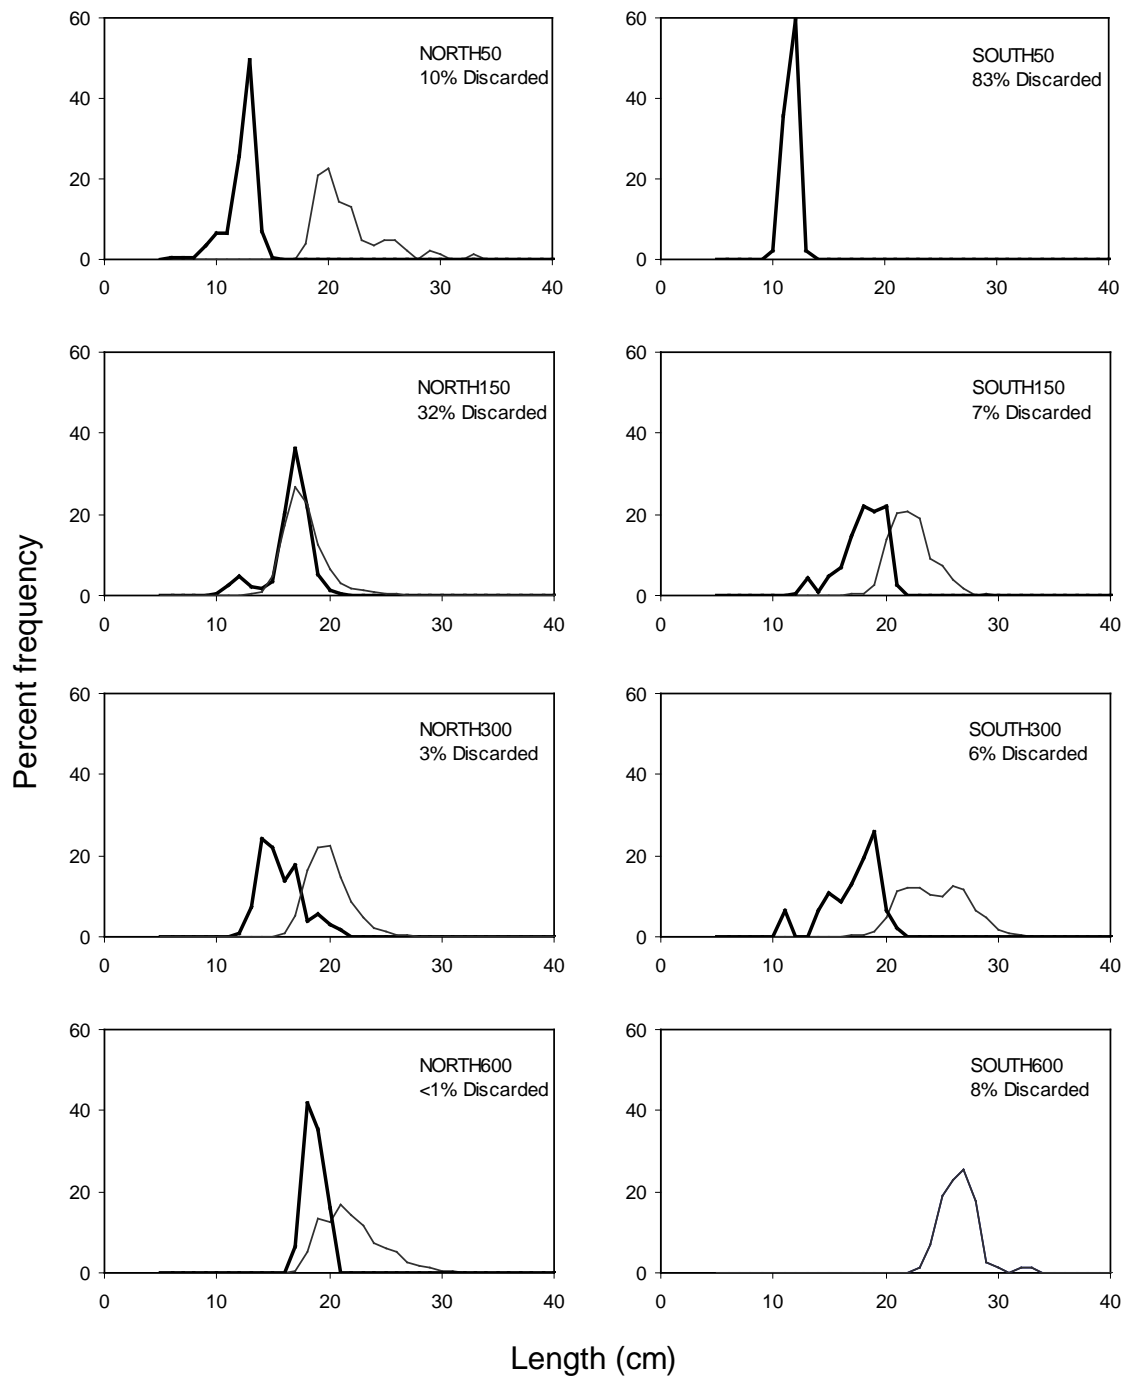 Percent frequency
60
40
20
0
0 10 20 30 40
NORTH50
10% Discarded
60
40
20
0
0 10 20 30 40
SOUTH50
83% Discarded
60
40
20
0
0 10 20 30 40
NORTH150
32% Discarded
60
40
20
0
0 10 20 30 40
SOUTH150
7% Discarded
60
40
20
0
0 10 20 30 40
NORTH300
3% Discarded
60
40
20
0
0 10 20 30 40
SOUTH300
6% Discarded
60
40
20
0
0 10 20 30 40
NORTH600
<1% Discarded
60
40
20
0
0 10 20 30 40
SOUTH600
8% Discarded
Length (cm)